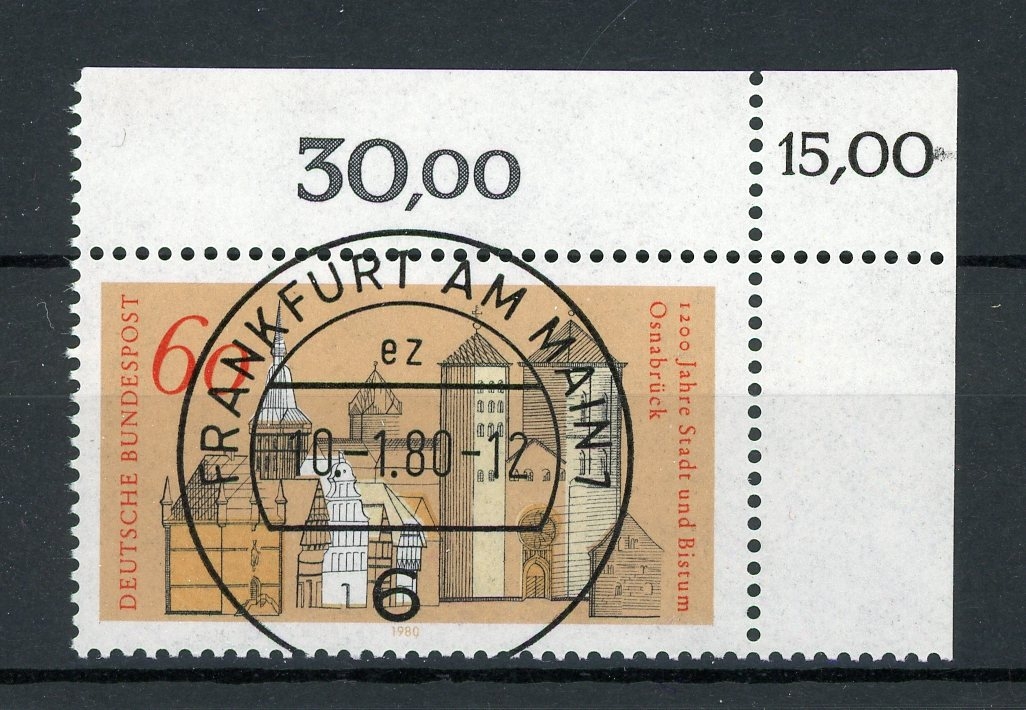 30,00
15,00
DEUTSCHE BUNDESPOST
60
1200 Jahre Stadt und Bistum
Osnabrück
1980
FRANKFURT AM MAIN 7
ez
10-1.80-12
6